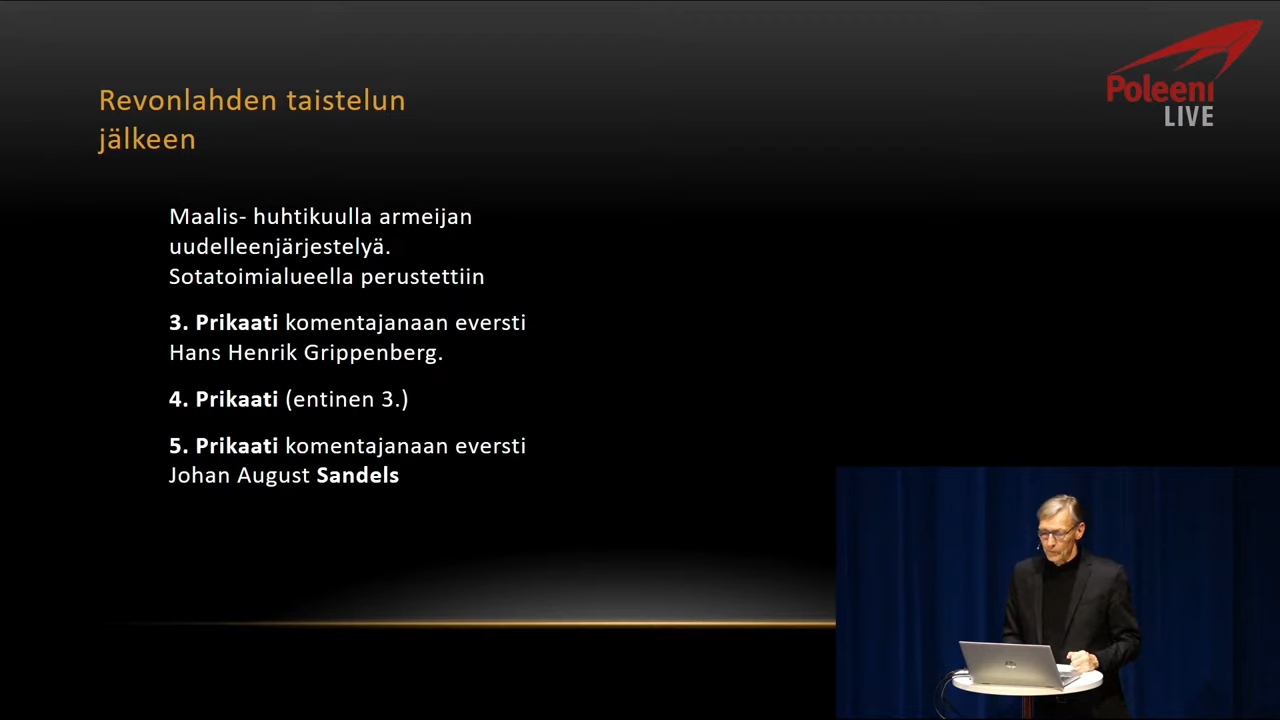 Poleeni
LIVE
Revonlahden taistelun
jälkeen
Maalis- huhtikuulla armeijan
uudelleenjärjestelyä.
Sotatoimialueella perustettiin
3. Prikaati komentajanaan eversti
Hans Henrik Grippenberg.
4. Prikaati (entinen 3.)
5. Prikaati komentajanaan eversti
Johan August Sandels